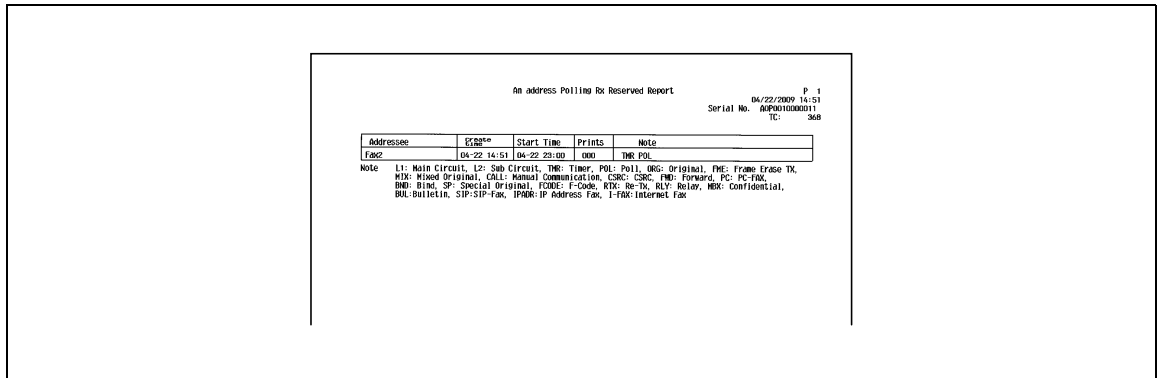 An address Polling Rx Reserved Report P 1
04/22/2009 14:51
Serial No. A0P0010000011
TC: 368
Addressee Create Time Start Time Prints Note
Fax2 04-22 14:51 04-22 23:00 000 TMR POL
Note L1: Main Circuit, L2: Sub Circuit, TMR: Timer, POL: Poll, ORG: Original, FME: Frame Erase TX,
MIX: Mixed Original, CALL: Manual Communication, CSRC: CSRC, FWD: Forward, PC: PC-FAX,
BND: Bind, SP: Special Original, FCODE: F-Code, RTX: Re-TX, RLY: Relay, MBX: Confidential,
BUL:Bulletin, SIP:SIP-Fax, IPADR:IP Address Fax, I-FAX:Internet Fax